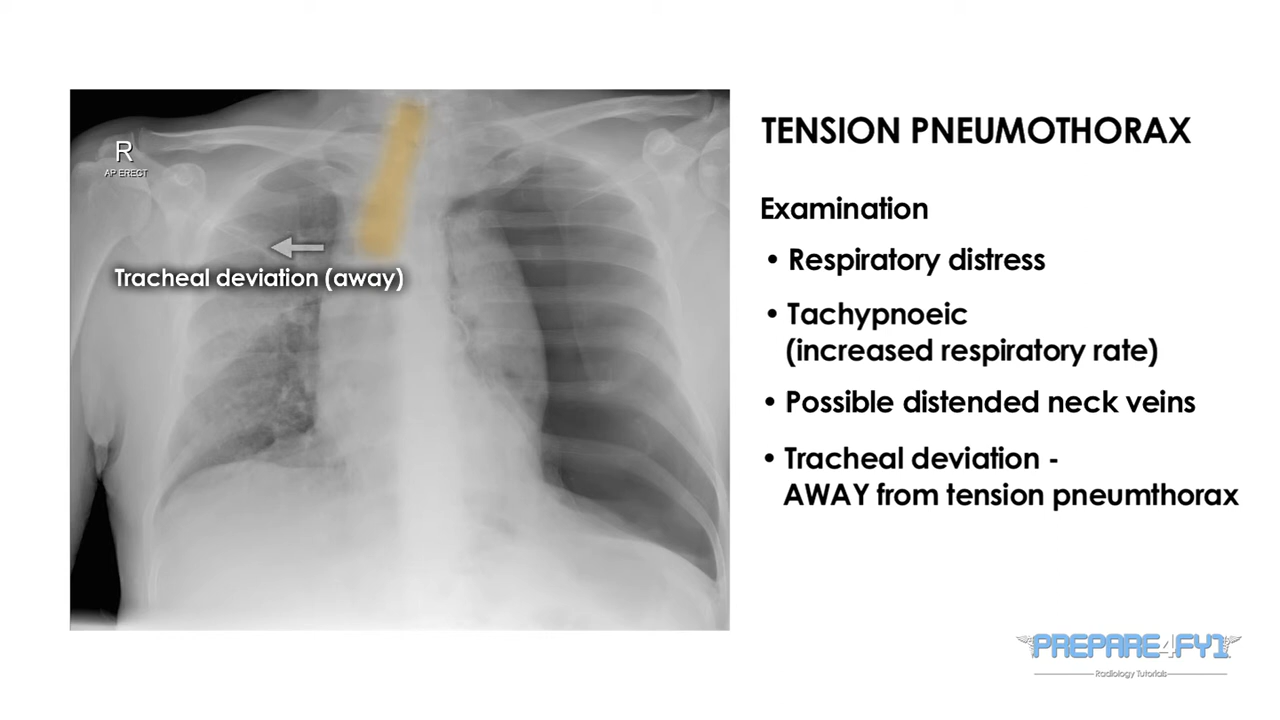 TENSION PNEUMOTHORAX
R
AP ERECT
Tracheal deviation (away)
Examination
• Respiratory distress
• Tachypnoeic
(increased respiratory rate)
• Possible distended neck veins
• Tracheal deviation -
AWAY from tension pneumthorax
PREPARE4FY1
Radiology Tutorials